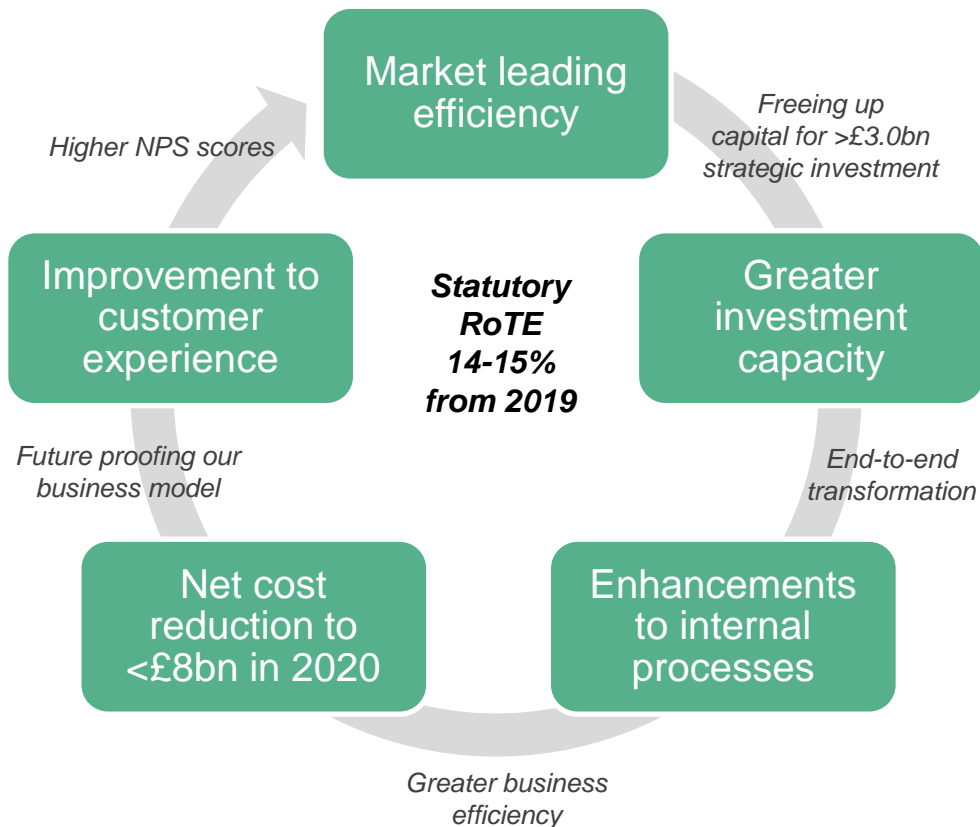 Market leading
efficiency
Freeing up
capital for >£3.0bn
strategic investment
Greater
investment
capacity
End-to-end
transformation
Enhancements
to internal
processes
Greater business
efficiency
Net cost
reduction to
<£8bn in 2020
Future proofing our
business model
Improvement to
customer
experience
Higher NPS scores
Statutory
RoTE
14-15%
from 2019